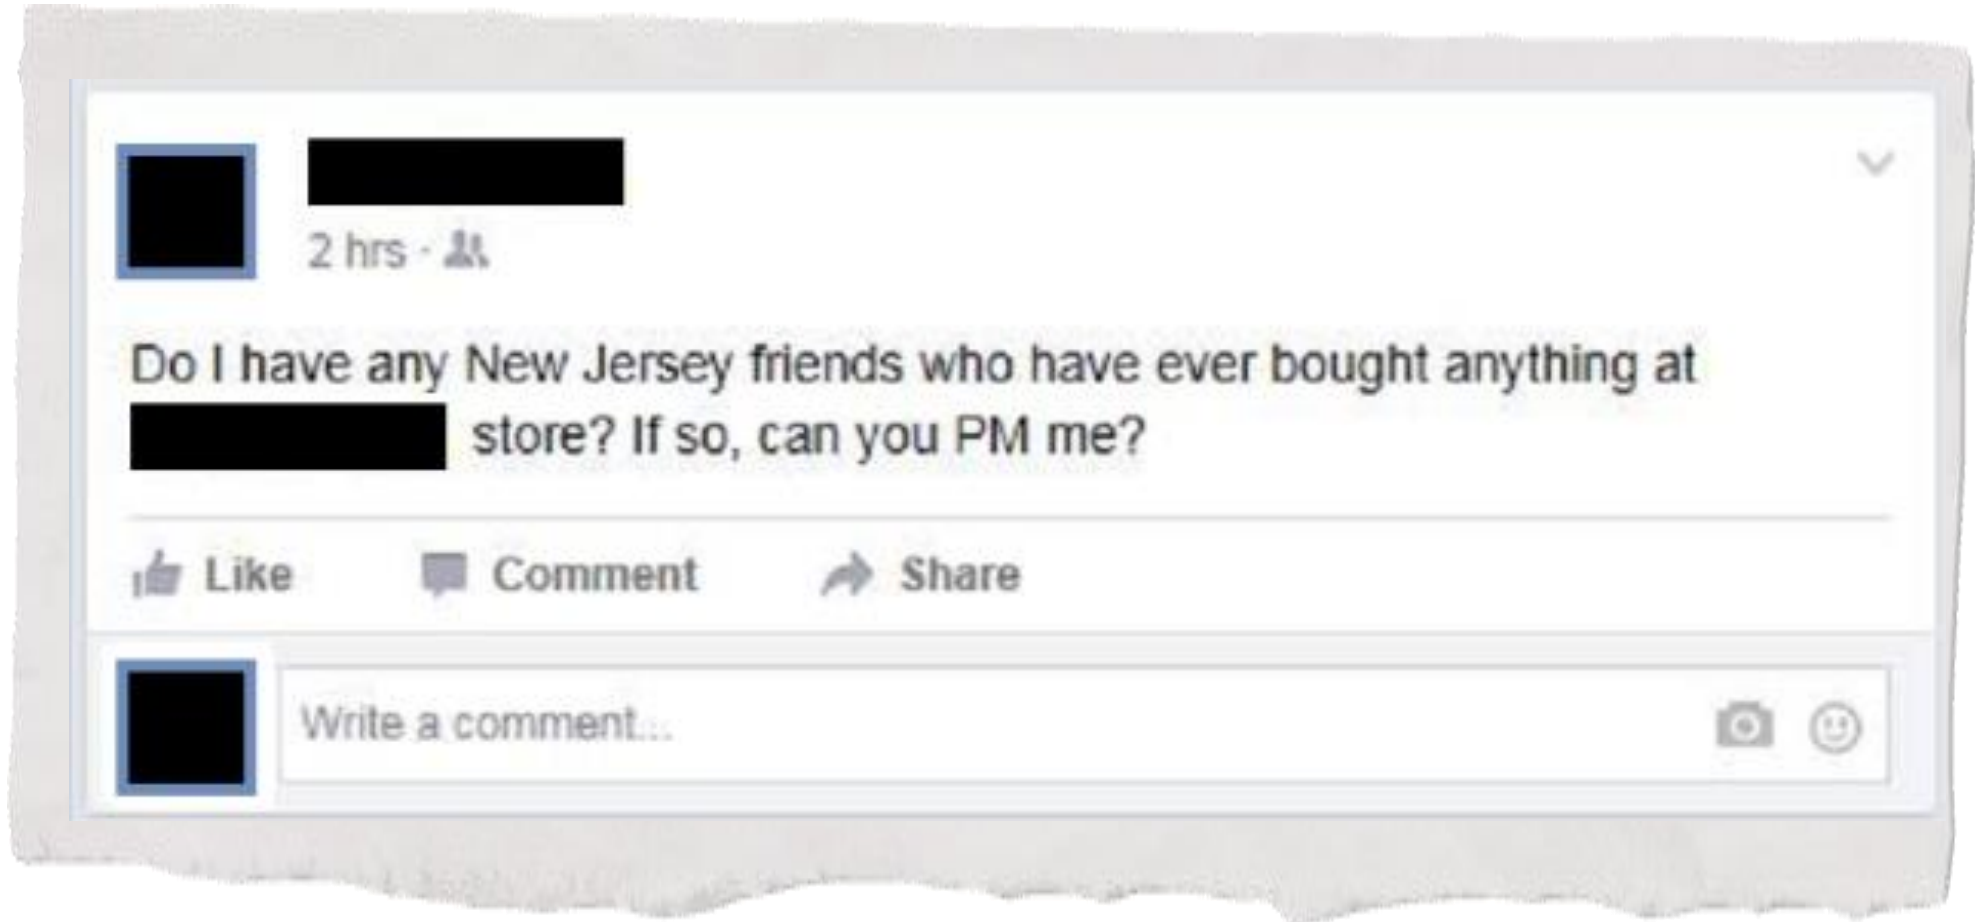 2 hrs ·
Do I have any New Jersey friends who have ever bought anything at
store? If so, can you PM me?
Like Comment Share
Write a comment...